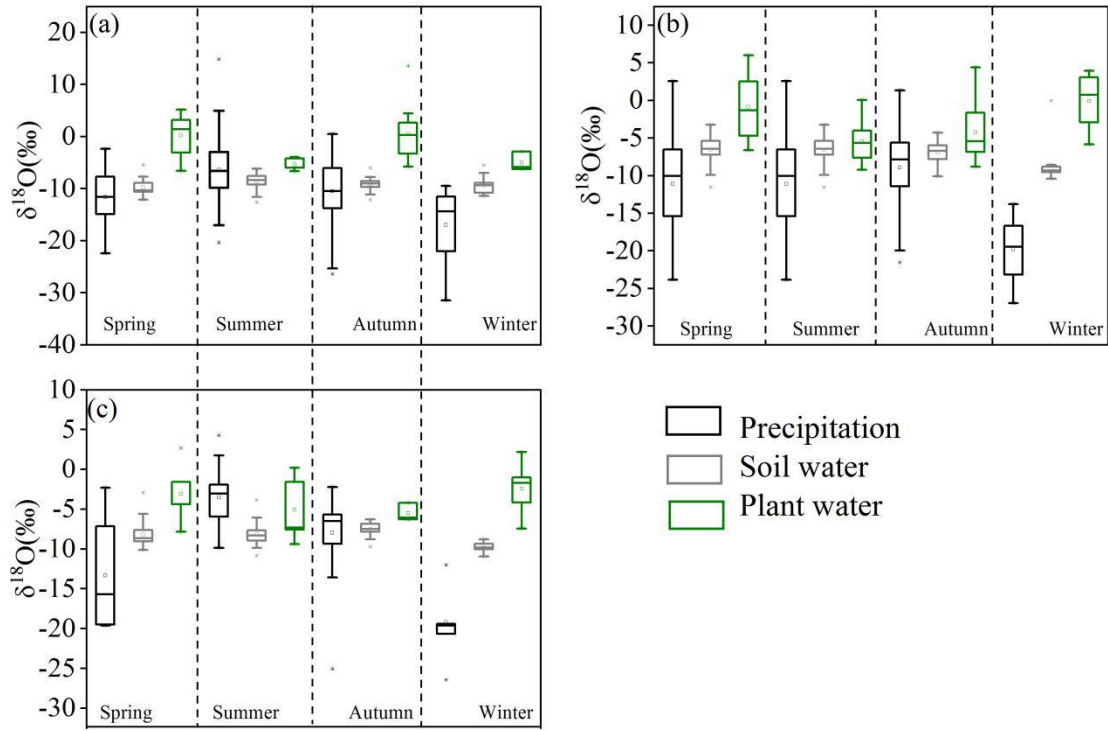 (a)
δ¹⁸O(‰)
20
10
0
-10
-20
-30
-40
Spring Summer Autumn Winter
(b)
δ¹⁸O(‰)
10
5
0
-5
-10
-15
-20
-25
-30
Spring Summer Autumn Winter
(c)
δ¹⁸O(‰)
10
5
0
-5
-10
-15
-20
-25
-30
Spring Summer Autumn Winter
Precipitation
Soil water
Plant water